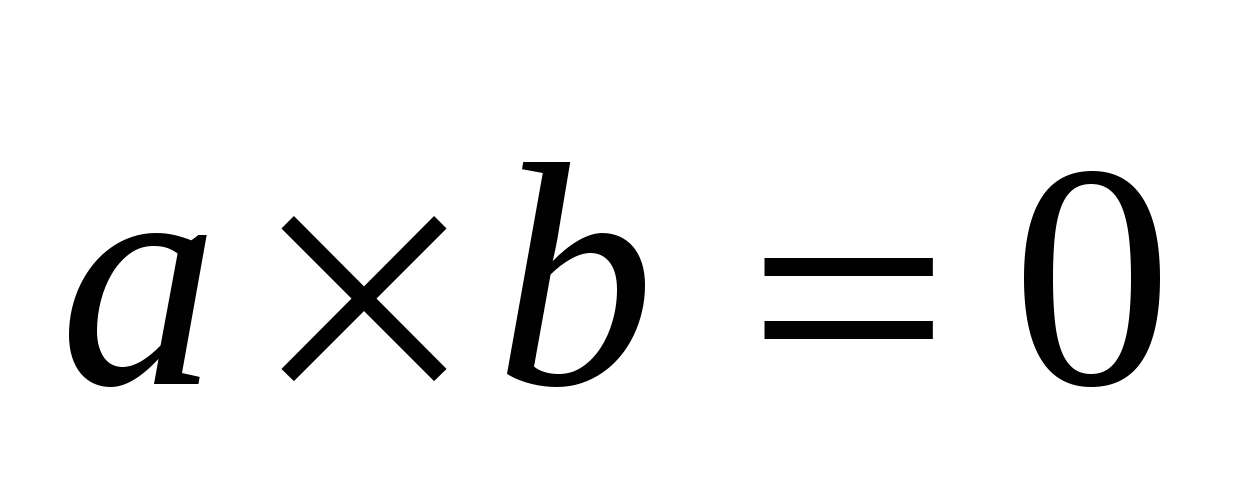 a × b = 0